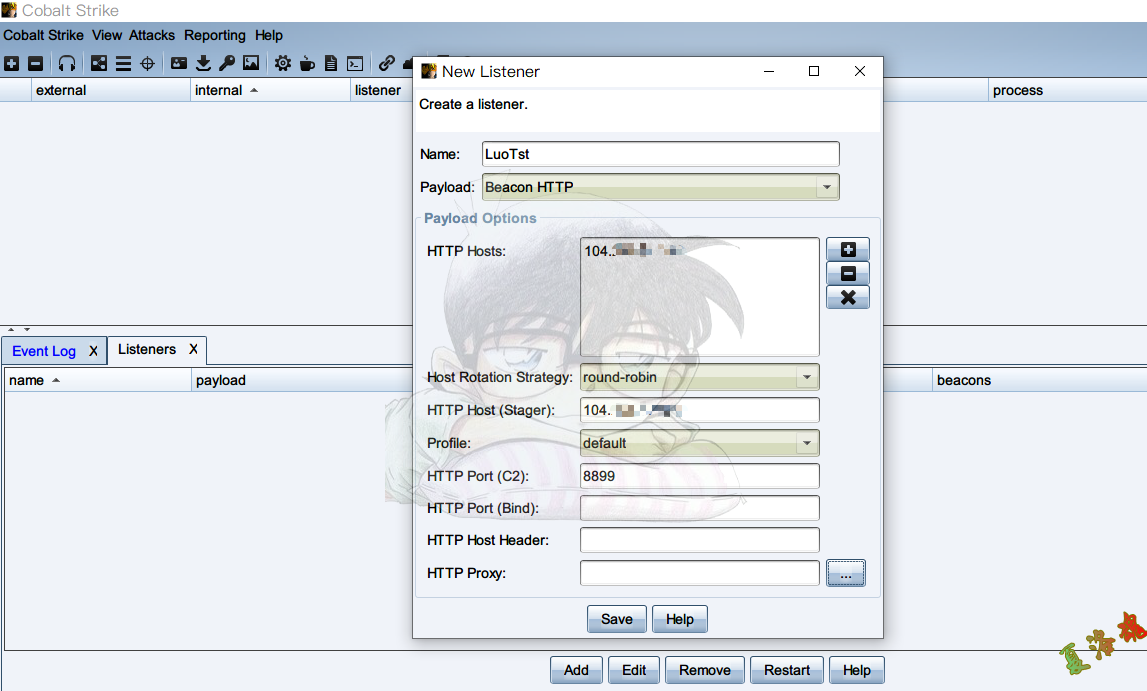 Cobalt Strike
Cobalt Strike View Attacks Reporting Help
external internal listener process
New Listener
Create a listener.
Name: LuoTst
Payload: Beacon HTTP
Payload Options
HTTP Hosts: 104.
Host Rotation Strategy: round-robin
HTTP Host (Stager): 104.
Profile: default
HTTP Port (C2): 8899
HTTP Port (Bind):
HTTP Host Header:
HTTP Proxy: ...
Save Help
Event Log X Listeners X
name payload beacons
Add Edit Remove Restart Help